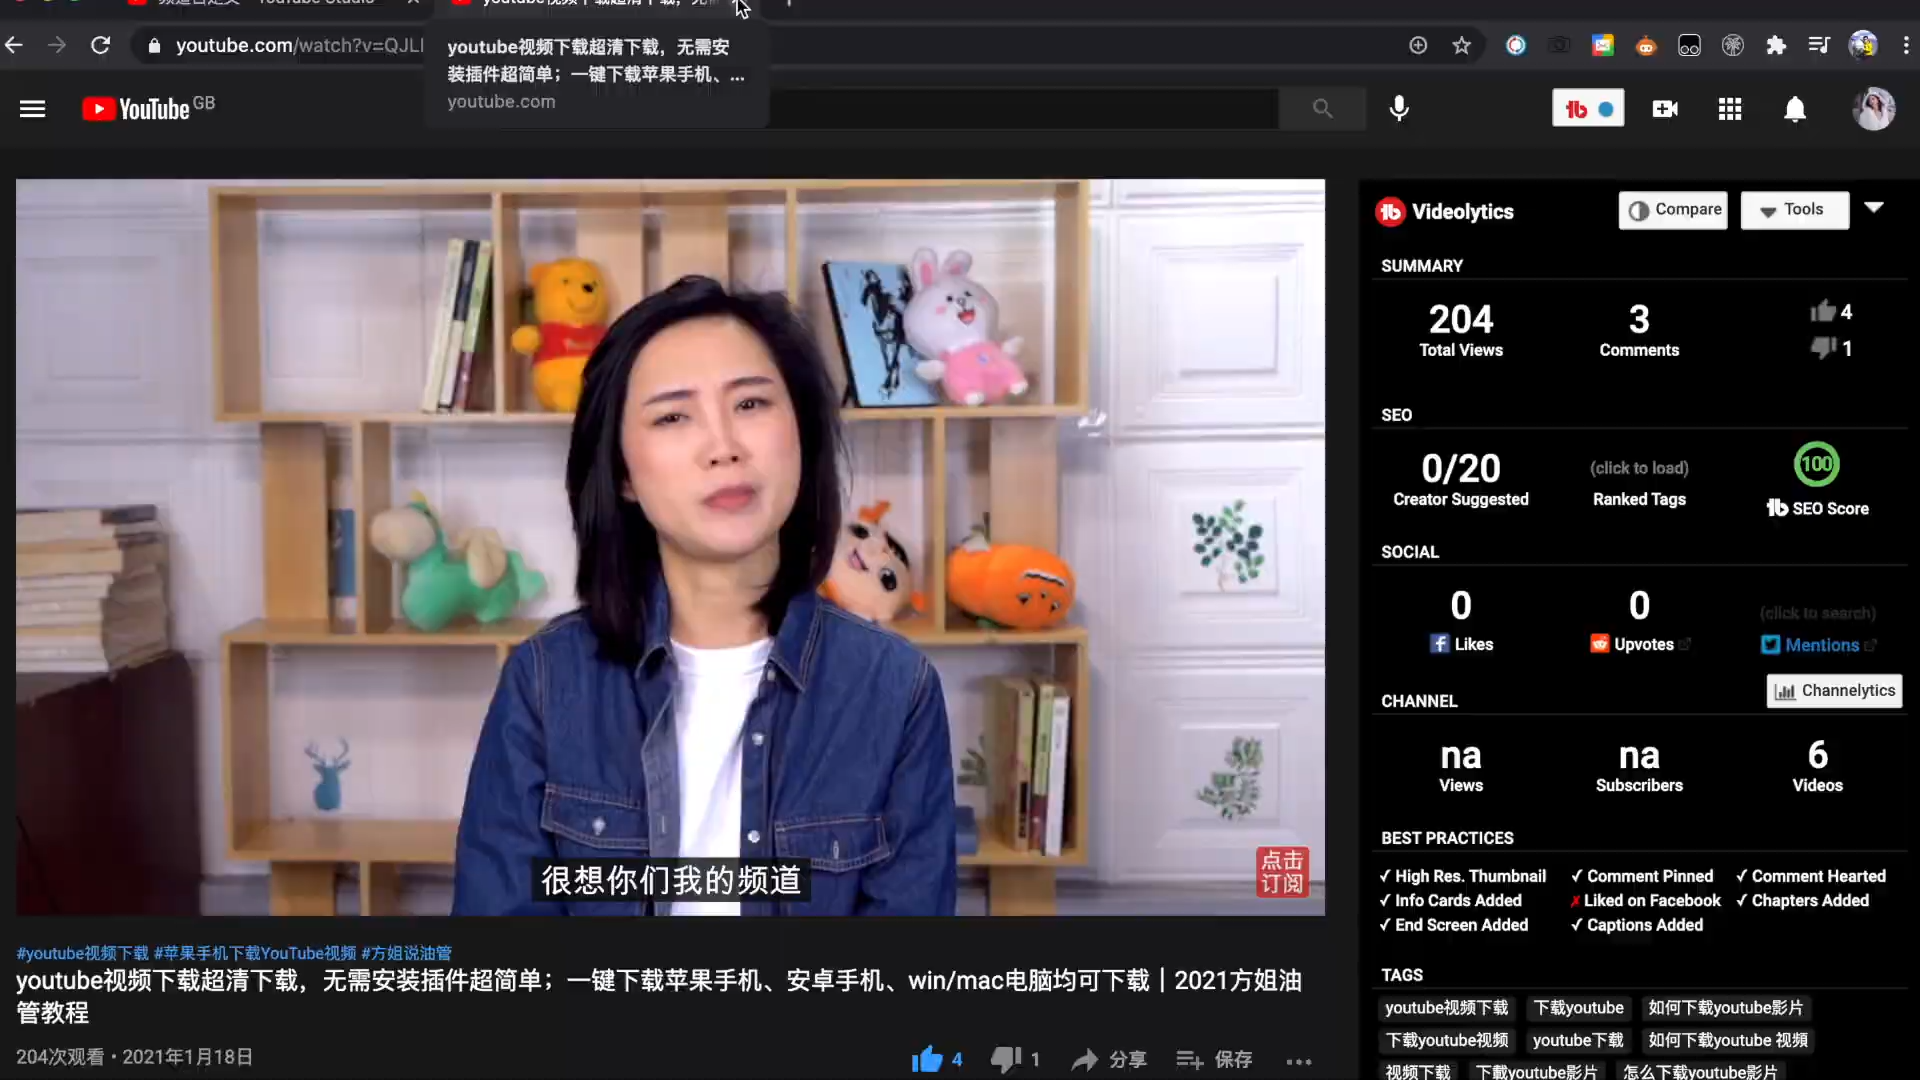 youtube.com/watch?v=QJL
youtube视频下载超清下载，无需安
装插件超简单；一键下载苹果手机、...
youtube.com
YouTube GB
很想你们我的频道
点击
订阅
#youtube视频下载 #苹果手机下载YouTube视频 #方姐说油管
youtube视频下载超清下载，无需安装插件超简单；一键下载苹果手机、安卓手机、win/mac电脑均可下载｜2021方姐油
管教程
204次观看 • 2021年1月18日
4 1 分享 保存 ...
tb Videolytics Compare Tools
SUMMARY
204 3 4
Total Views Comments 1
SEO
0/20 (click to load) 100
Creator Suggested Ranked Tags tb SEO Score
SOCIAL
0 0 (click to search)
Likes Upvotes Mentions
CHANNEL Channelytics
na na 6
Views Subscribers Videos
BEST PRACTICES
✓ High Res. Thumbnail ✓ Comment Pinned ✓ Comment Hearted
✓ Info Cards Added ✗ Liked on Facebook ✓ Chapters Added
✓ End Screen Added ✓ Captions Added
TAGS
youtube视频下载 下载youtube 如何下载youtube影片
下载youtube视频 youtube下载 如何下载youtube 視頻
视频下载 下載youtube影片 怎么下载youtube影片